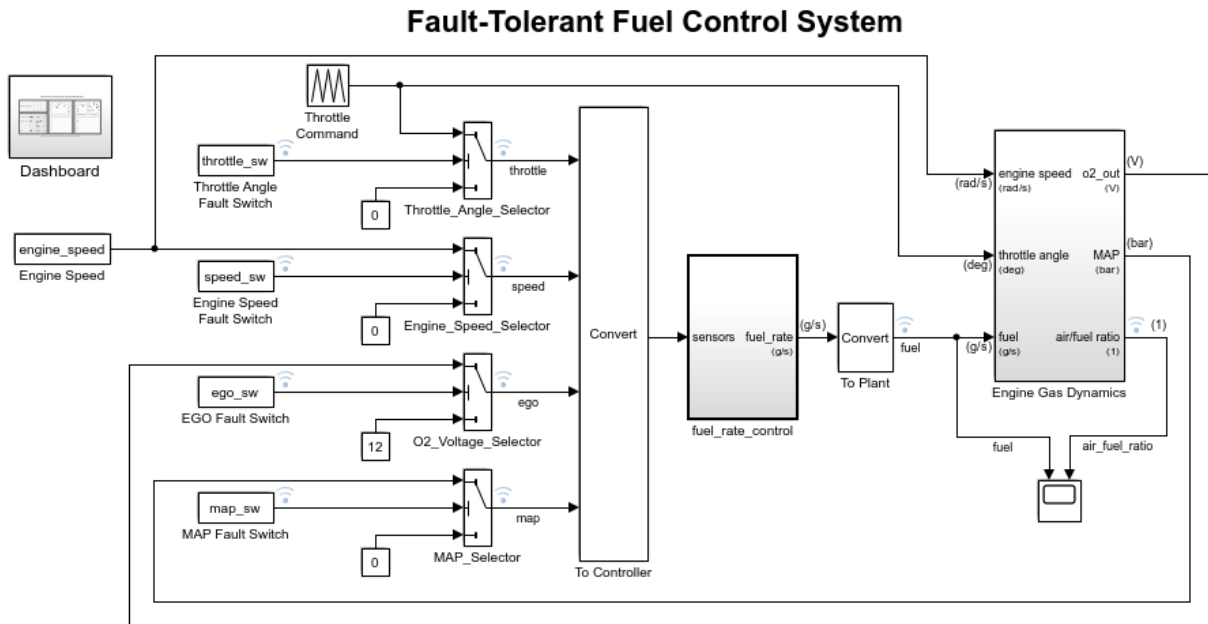 Fault-Tolerant Fuel Control System
Dashboard
Throttle
Command
throttle_sw
Throttle Angle
Fault Switch
0
throttle
Throttle_Angle_Selector
engine_speed
Engine Speed
speed_sw
Engine Speed
Fault Switch
0
speed
Engine_Speed_Selector
ego_sw
EGO Fault Switch
12
ego
O2_Voltage_Selector
map_sw
MAP Fault Switch
0
map
MAP_Selector
Convert
To Controller
sensors
fuel_rate
(g/s)
fuel_rate_control
(g/s)
Convert
To Plant
fuel
(rad/s)
engine speed
(rad/s)
o2_out
(V)
(V)
(deg)
throttle angle
(deg)
MAP
(bar)
(bar)
(g/s)
fuel
(g/s)
air/fuel ratio
(1)
(1)
Engine Gas Dynamics
fuel
air_fuel_ratio